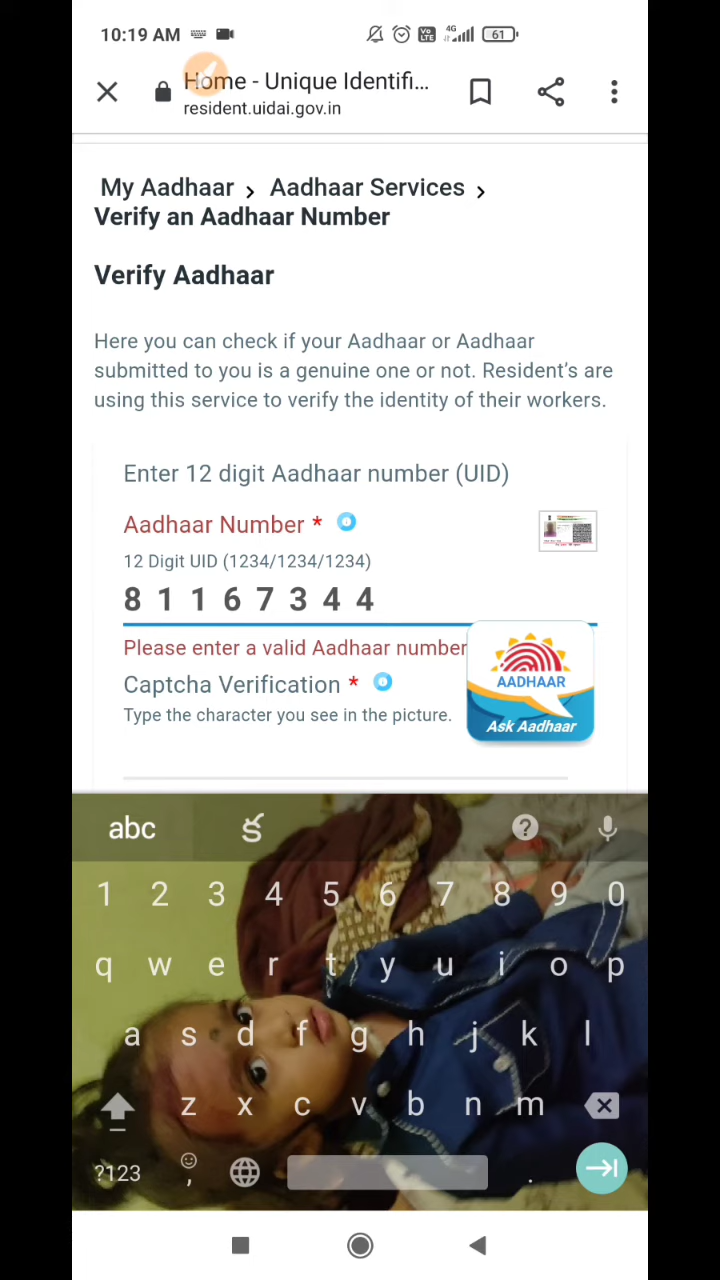 10:19 AM 4G Vo LTE 61
Home - Unique Identifi...
resident.uidai.gov.in
My Aadhaar > Aadhaar Services >
Verify an Aadhaar Number
Verify Aadhaar
Here you can check if your Aadhaar or Aadhaar
submitted to you is a genuine one or not. Resident's are
using this service to verify the identity of their workers.
Enter 12 digit Aadhaar number (UID)
Aadhaar Number *
12 Digit UID (1234/1234/1234)
8 1 1 6 7 3 4 4
Please enter a valid Aadhaar number
AADHAAR
Captcha Verification *
Type the character you see in the picture.
Ask Aadhaar
abc క ?
1 2 3 4 5 6 7 8 9 0
q w e r t y u i o p
a s d f g h j k l
z x c v b n m
?123 , .